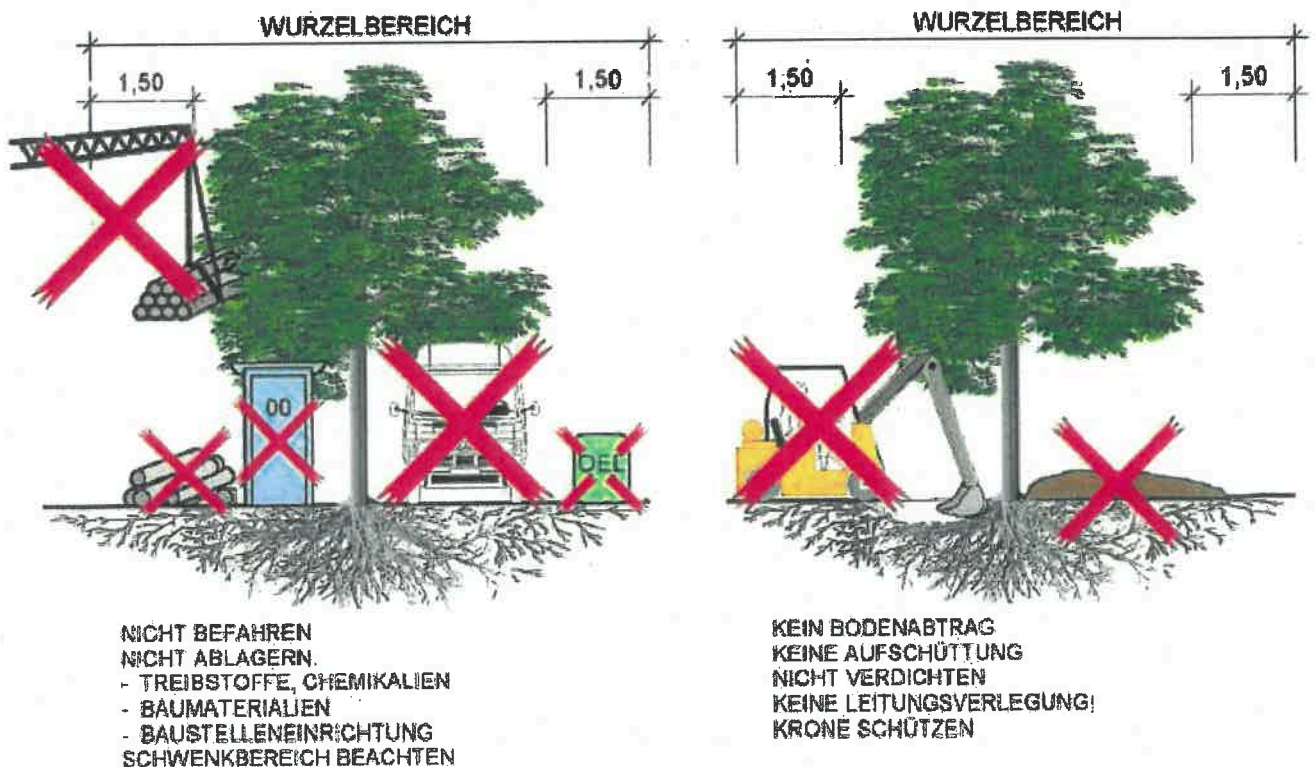 WURZELBEREICH
1,50
1,50
00
OEL
NICHT BEFAHREN
NICHT ABLAGERN.
- TREIBSTOFFE, CHEMIKALIEN
- BAUMATERIALIEN
- BAUSTELLENEINRICHTUNG
SCHWENKBEREICH BEACHTEN
WURZELBEREICH
1,50
1,50
KEIN BODENABTRAG
KEINE AUFSCHÜTTUNG
NICHT VERDICHTEN
KEINE LEITUNGSVERLEGUNG!
KRONE SCHÜTZEN